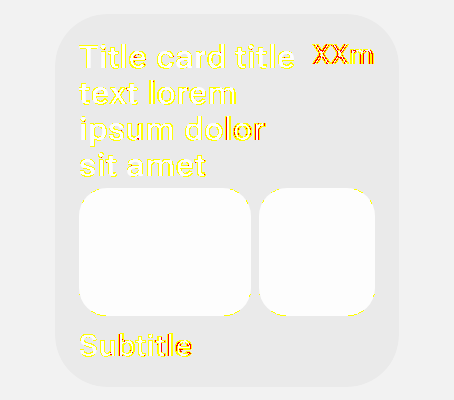 Title card title XXm
text lorem
ipsum dolor
sit amet
Subtitle